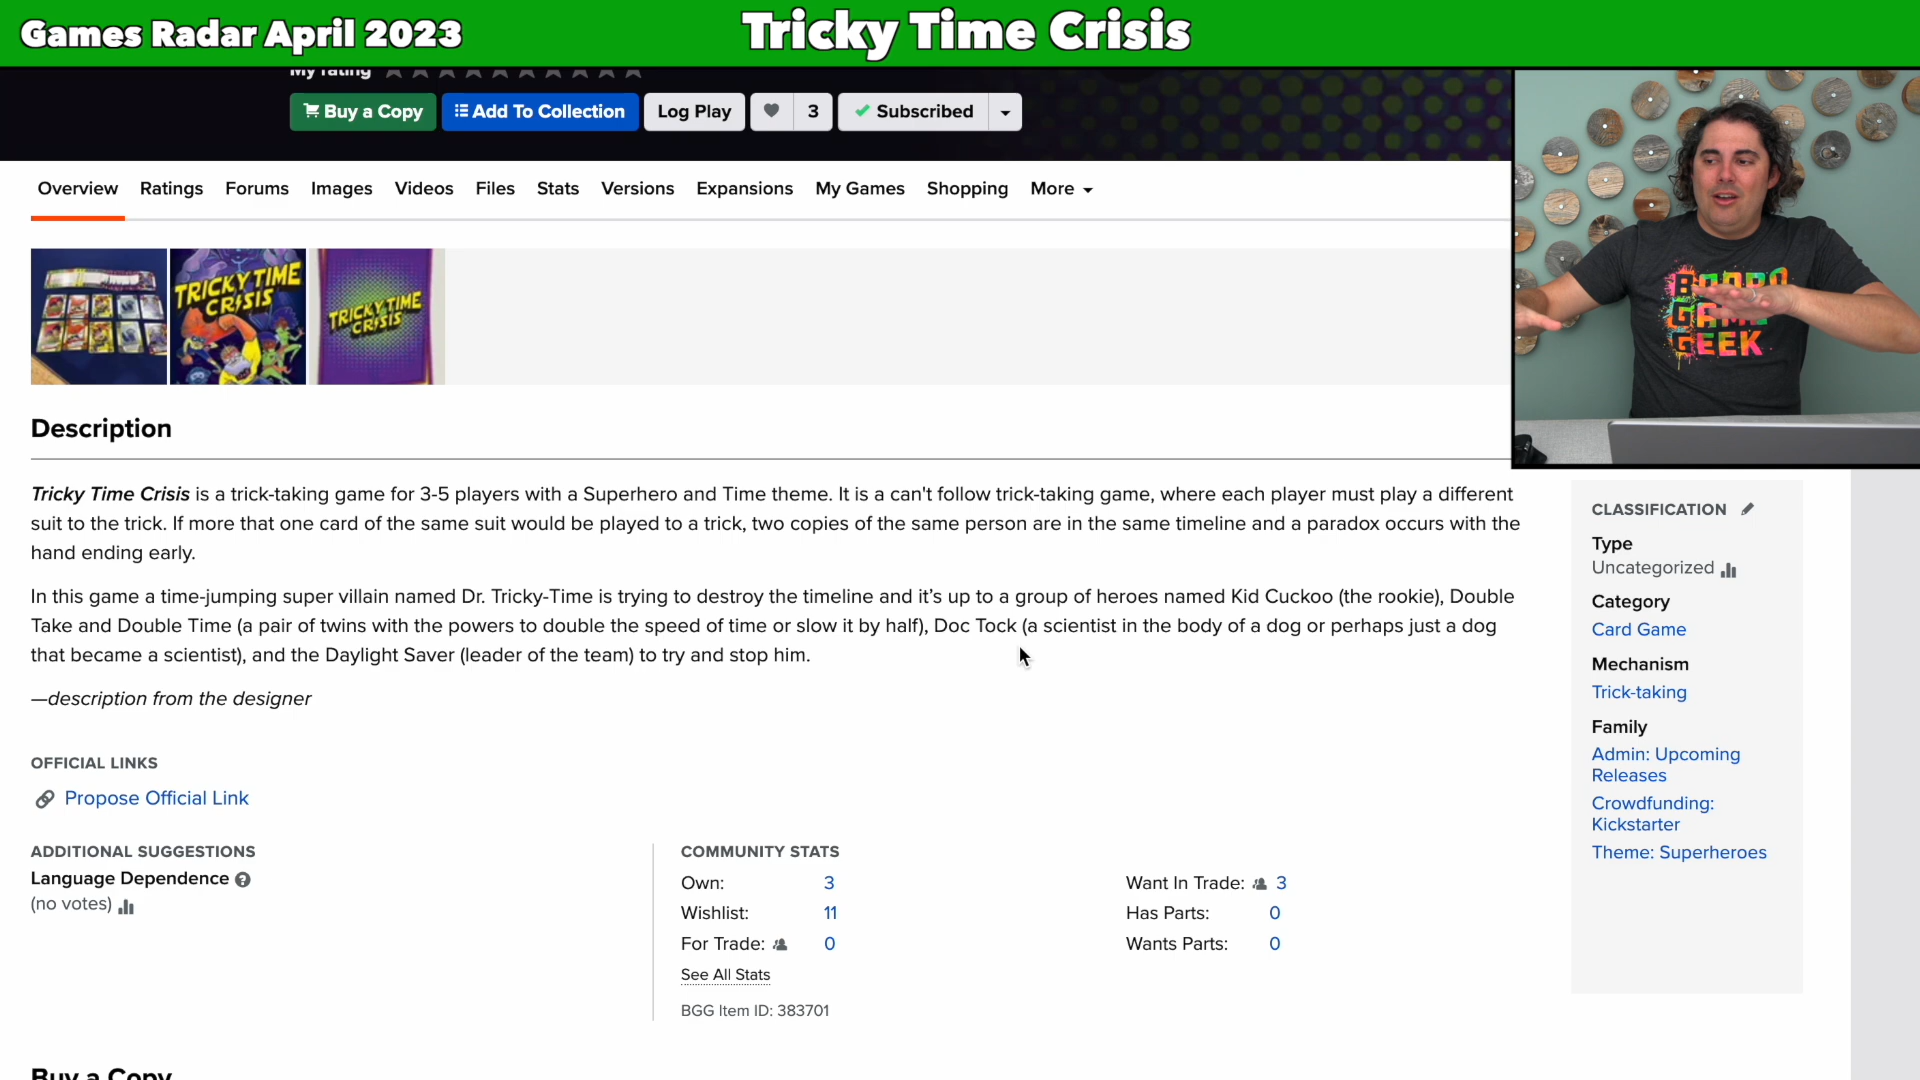 Games Radar April 2023
Tricky Time Crisis
My rating
Buy a Copy
Add To Collection
Log Play
3
Subscribed
Overview
Ratings
Forums
Images
Videos
Files
Stats
Versions
Expansions
My Games
Shopping
More
TRICKY TIME
CRISIS
TRICKY TIME
CRISIS
BOARD
GAME
GEEK
Description
Tricky Time Crisis is a trick-taking game for 3-5 players with a Superhero and Time theme. It is a can't follow trick-taking game, where each player must play a different
suit to the trick. If more that one card of the same suit would be played to a trick, two copies of the same person are in the same timeline and a paradox occurs with the
hand ending early.
In this game a time-jumping super villain named Dr. Tricky-Time is trying to destroy the timeline and it’s up to a group of heroes named Kid Cuckoo (the rookie), Double
Take and Double Time (a pair of twins with the powers to double the speed of time or slow it by half), Doc Tock (a scientist in the body of a dog or perhaps just a dog
that became a scientist), and the Daylight Saver (leader of the team) to try and stop him.
—description from the designer
OFFICIAL LINKS
Propose Official Link
ADDITIONAL SUGGESTIONS
Language Dependence
(no votes)
COMMUNITY STATS
Own: 3
Wishlist: 11
For Trade: 0
See All Stats
BGG Item ID: 383701
Want In Trade: 3
Has Parts: 0
Wants Parts: 0
CLASSIFICATION
Type
Uncategorized
Category
Card Game
Mechanism
Trick-taking
Family
Admin: Upcoming
Releases
Crowdfunding:
Kickstarter
Theme: Superheroes
Buy a Copy